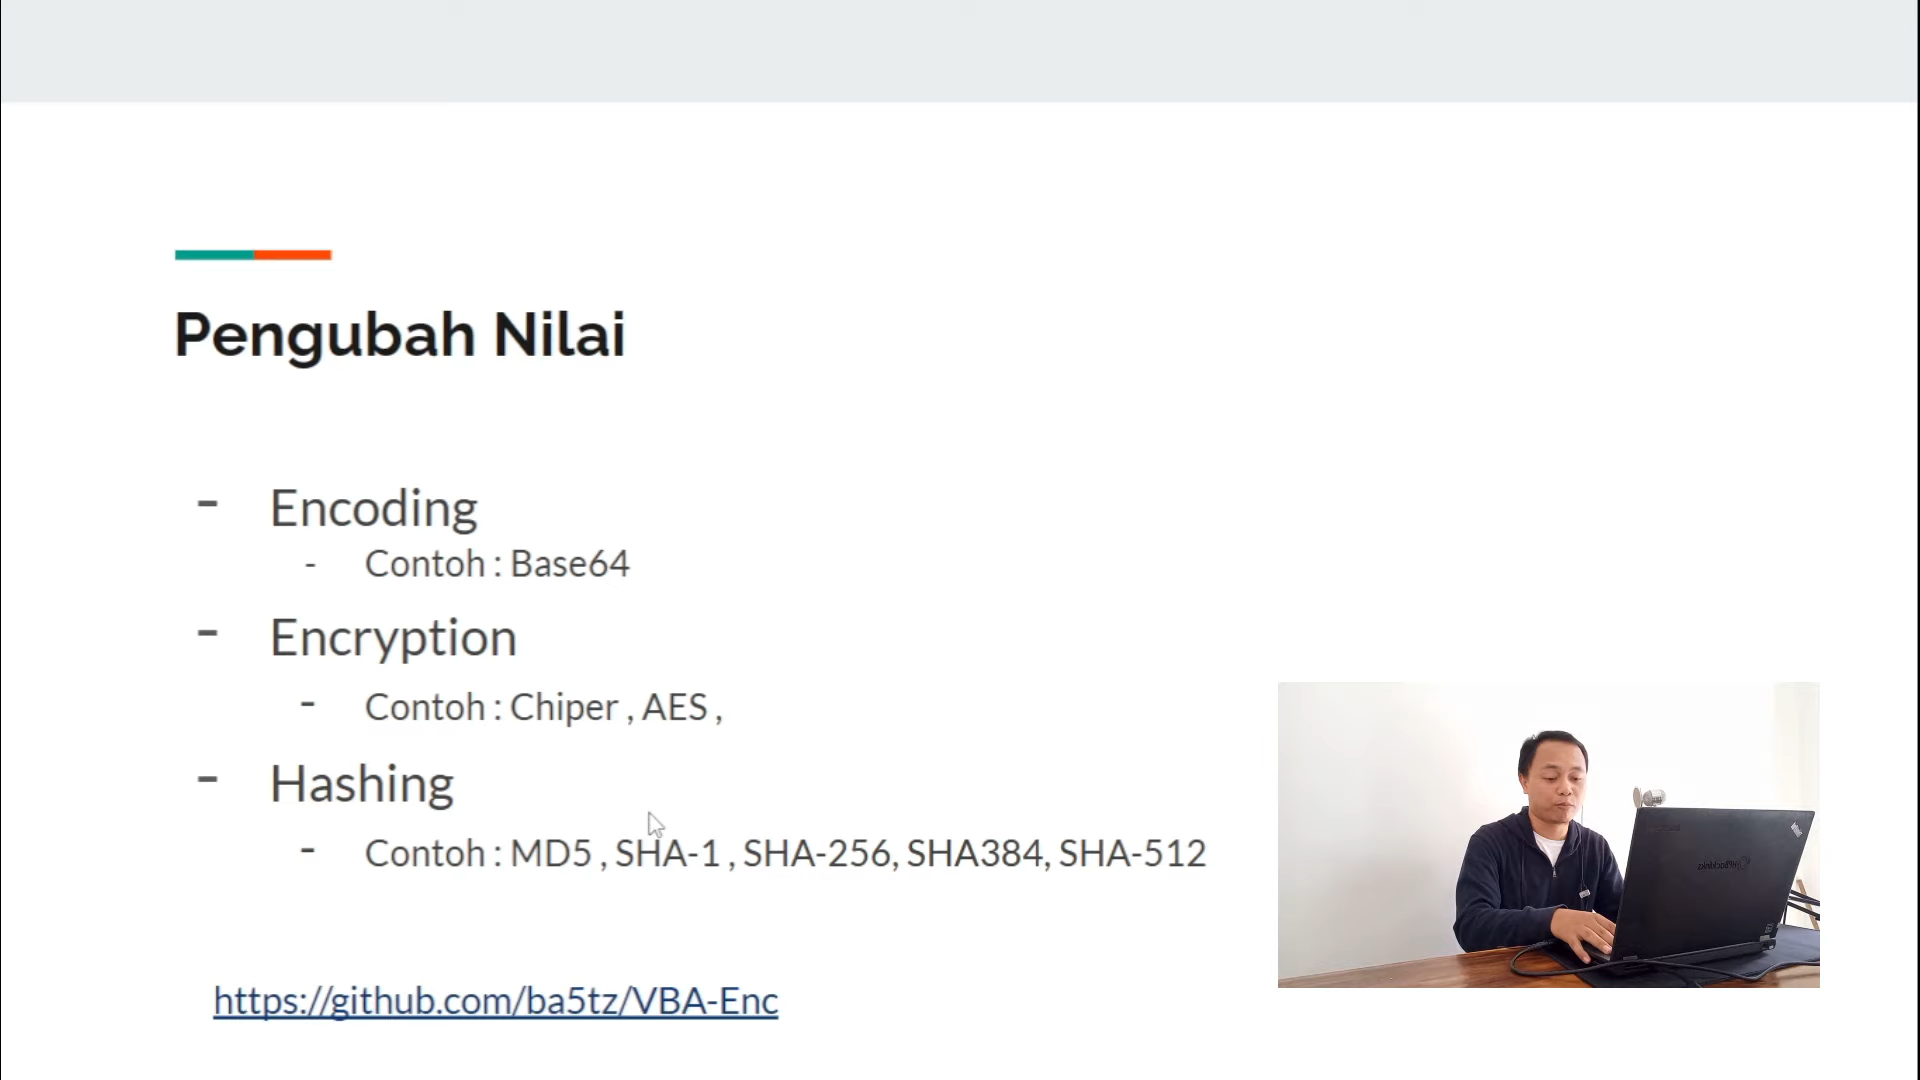 Pengubah Nilai
- Encoding
- Contoh : Base64
- Encryption
- Contoh : Chiper , AES ,
- Hashing
- Contoh : MD5 , SHA-1 , SHA-256, SHA384, SHA-512
https://github.com/ba5tz/VBA-Enc